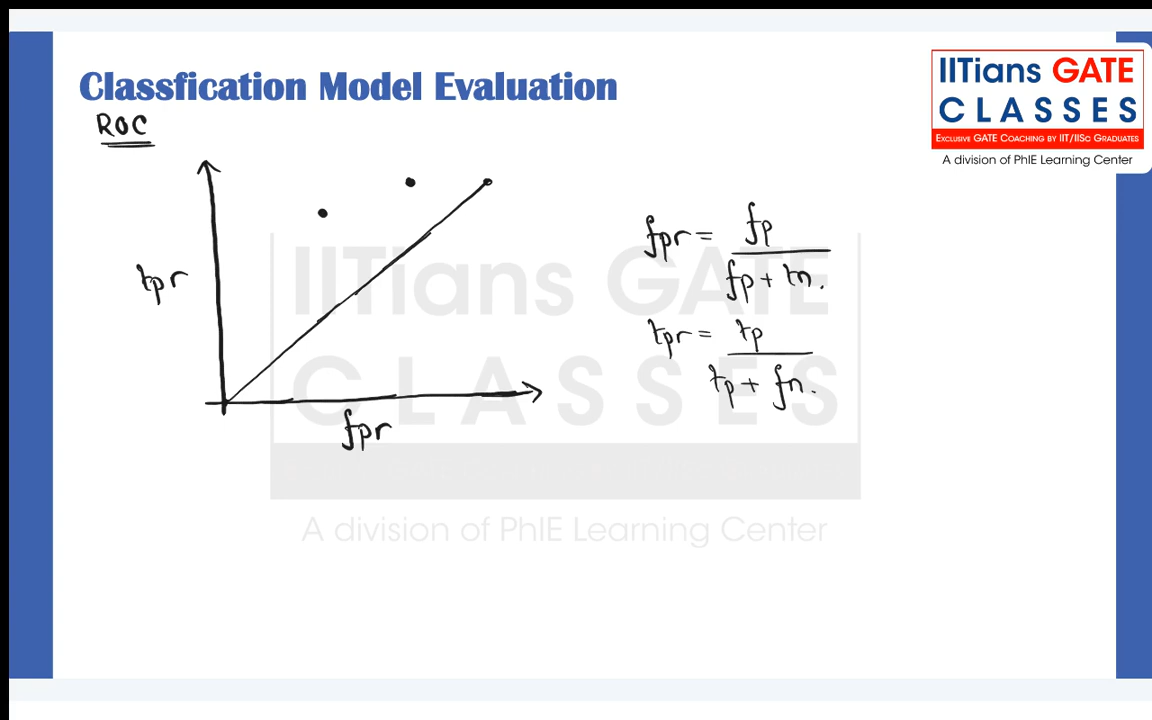 Classfication Model Evaluation
IITians GATE
CLASSES
EXCLUSIVE GATE COACHING BY IIT/IISc GRADUATES
A division of PhIE Learning Center
ROC
tpr
fpr
fpr = fp
fp + tn.
tpr = tp
tp + fn.
IITians GATE
CLASSES
A division of PhIE Learning Center